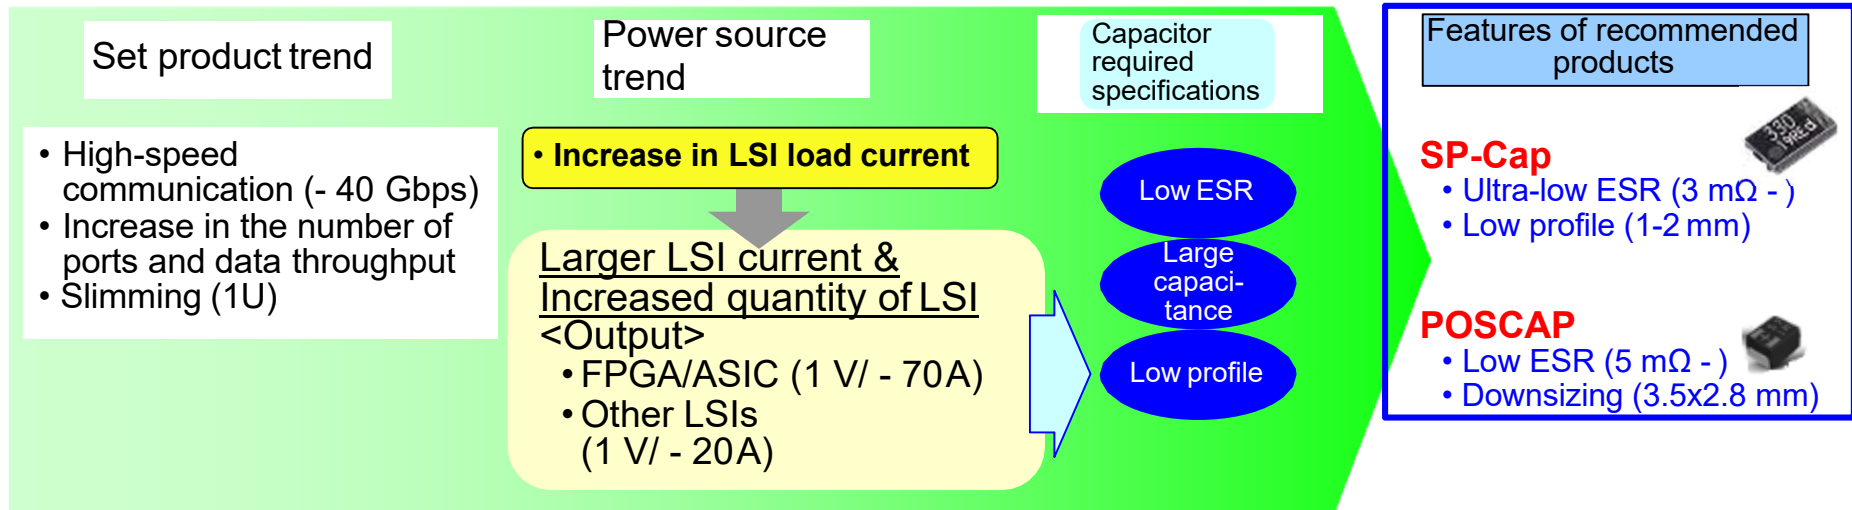 Set product trend
• High-speed
communication (- 40 Gbps)
• Increase in the number of
ports and data throughput
• Slimming (1U)
Power source
trend
• Increase in LSI load current
Larger LSI current &
Increased quantity of LSI
<Output>
• FPGA/ASIC (1 V/ - 70A)
• Other LSIs
(1 V/ - 20A)
Capacitor
required
specifications
Low ESR
Large
capaci-
tance
Low profile
Features of recommended
products
SP-Cap
• Ultra-low ESR (3 mΩ - )
• Low profile (1-2 mm)
330
19REd
POSCAP
• Low ESR (5 mΩ - )
• Downsizing (3.5x2.8 mm)